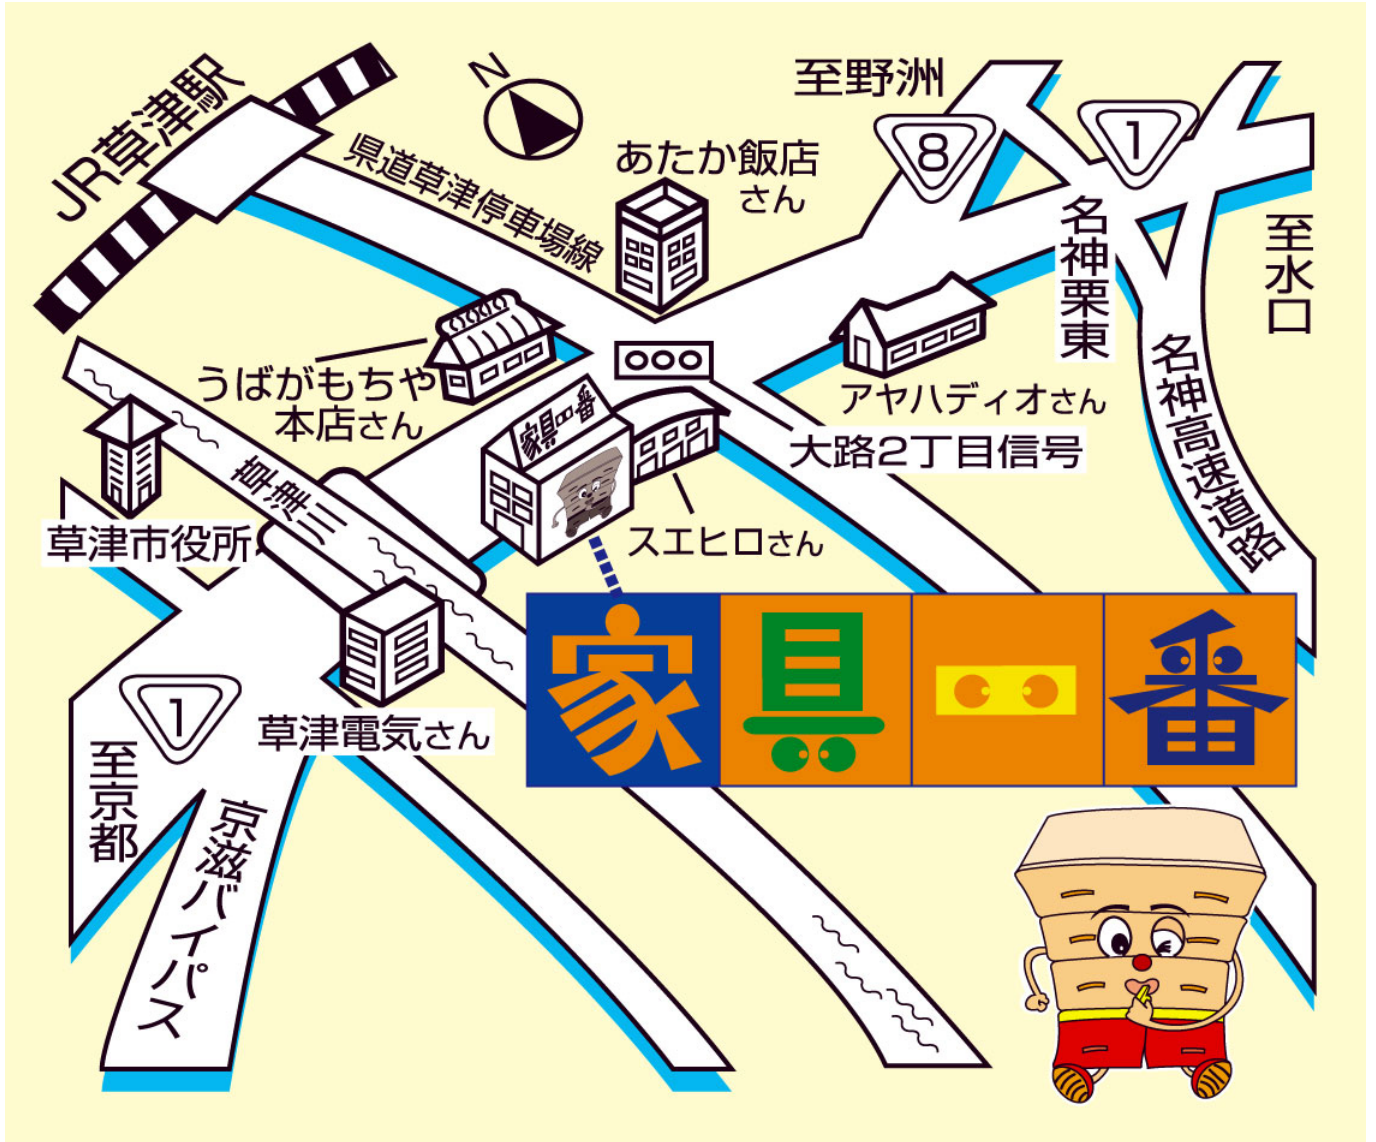 JR草津駅
N
県道草津停車場線
あたか飯店
さん
至野洲
8
1
名神栗東
至水口
うばがもちや
本店さん
アヤハディオさん
名神高速道路
大路2丁目信号
家具一番
草津川
草津市役所
スエヒロさん
家具一番
1
草津電気さん
至京都
京滋バイパス